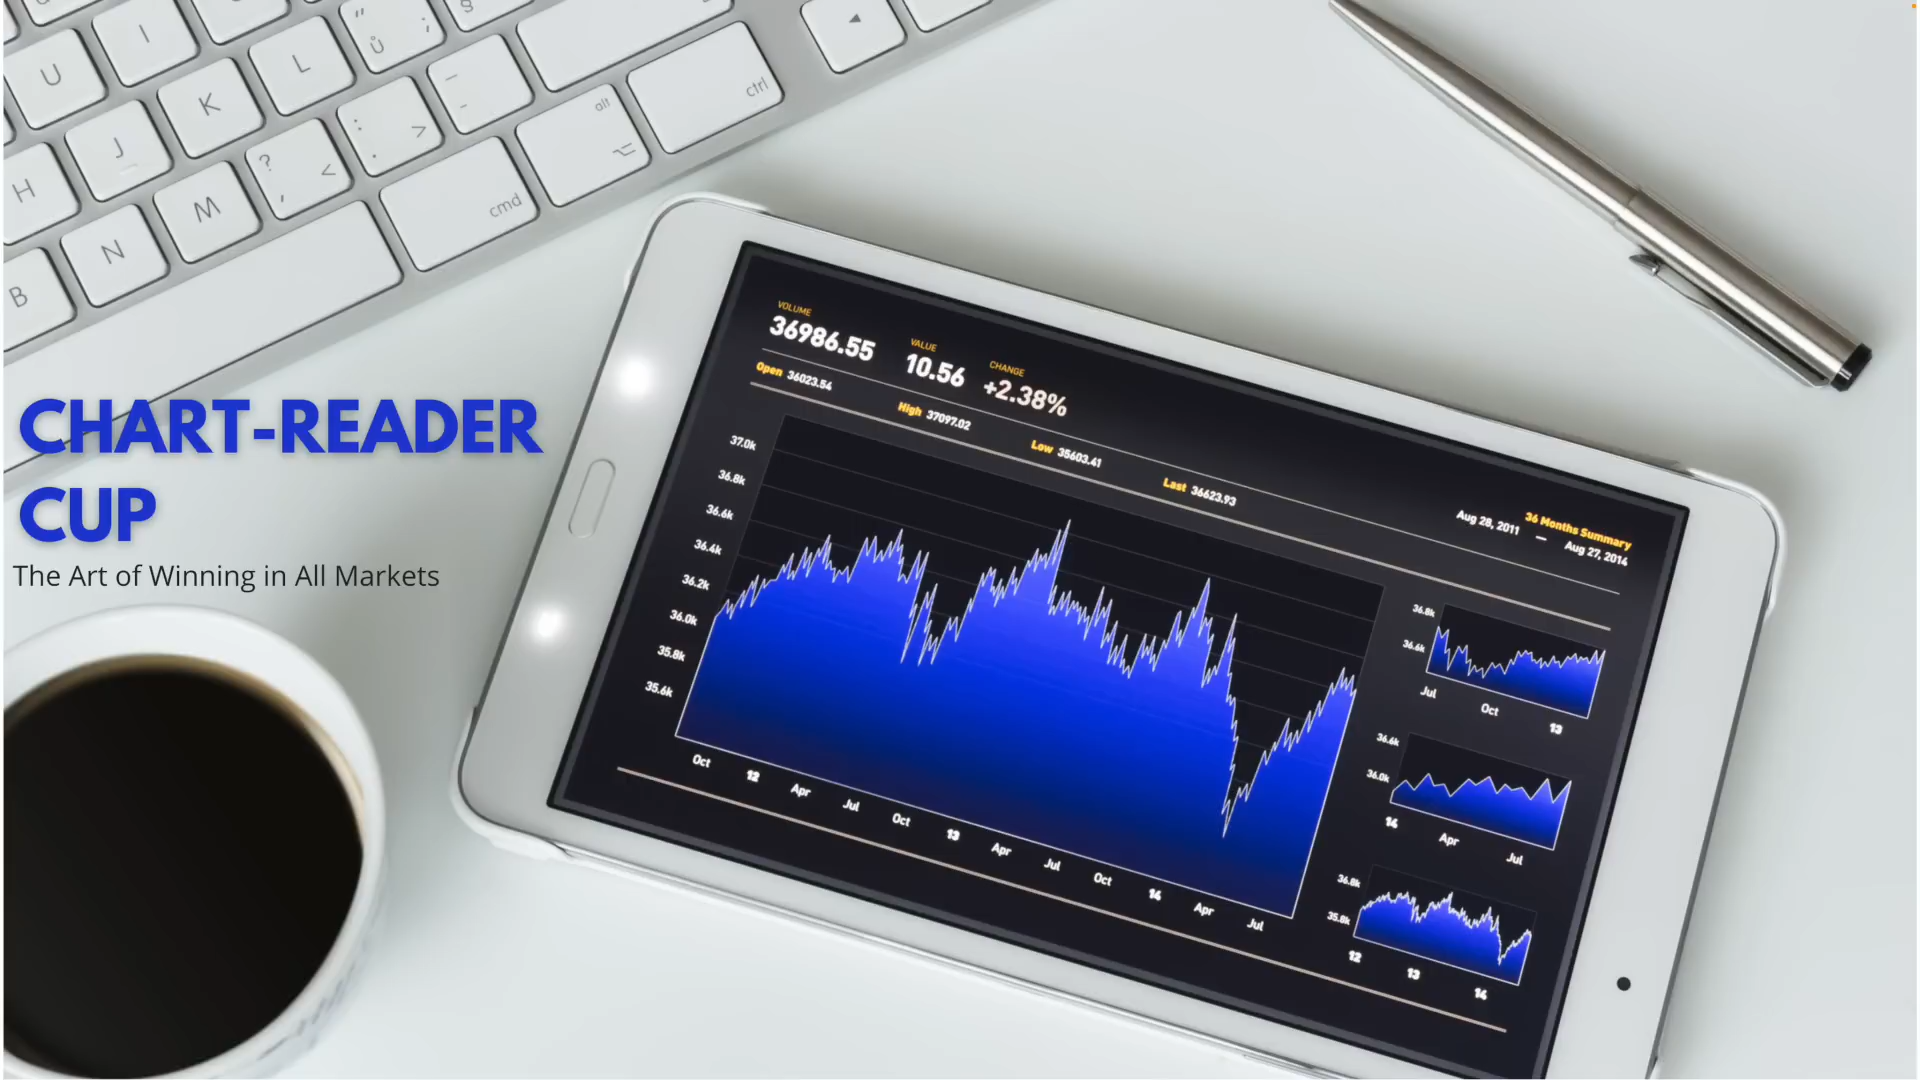 I
U
L
ů
;
§
K
J
H
? , <
: . >
– -
alt
ctrl
cmd
M
N
B
CHART-READER
CUP
The Art of Winning in All Markets
VOLUME
36986.55
VALUE
10.56
CHANGE
+2.38%
Open 36023.54
High 37097.02
Low 35603.41
Last 36623.93
36 Months Summary
Aug 28, 2011 — Aug 27, 2014
37.0k
36.8k
36.6k
36.4k
36.2k
36.0k
35.8k
35.6k
Oct 12 Apr Jul Oct 13 Apr Jul Oct 14 Apr Jul
36.8k
36.6k
Jul Oct 13
36.6k
36.0k
14 Apr Jul
36.8k
35.8k
12 13 14